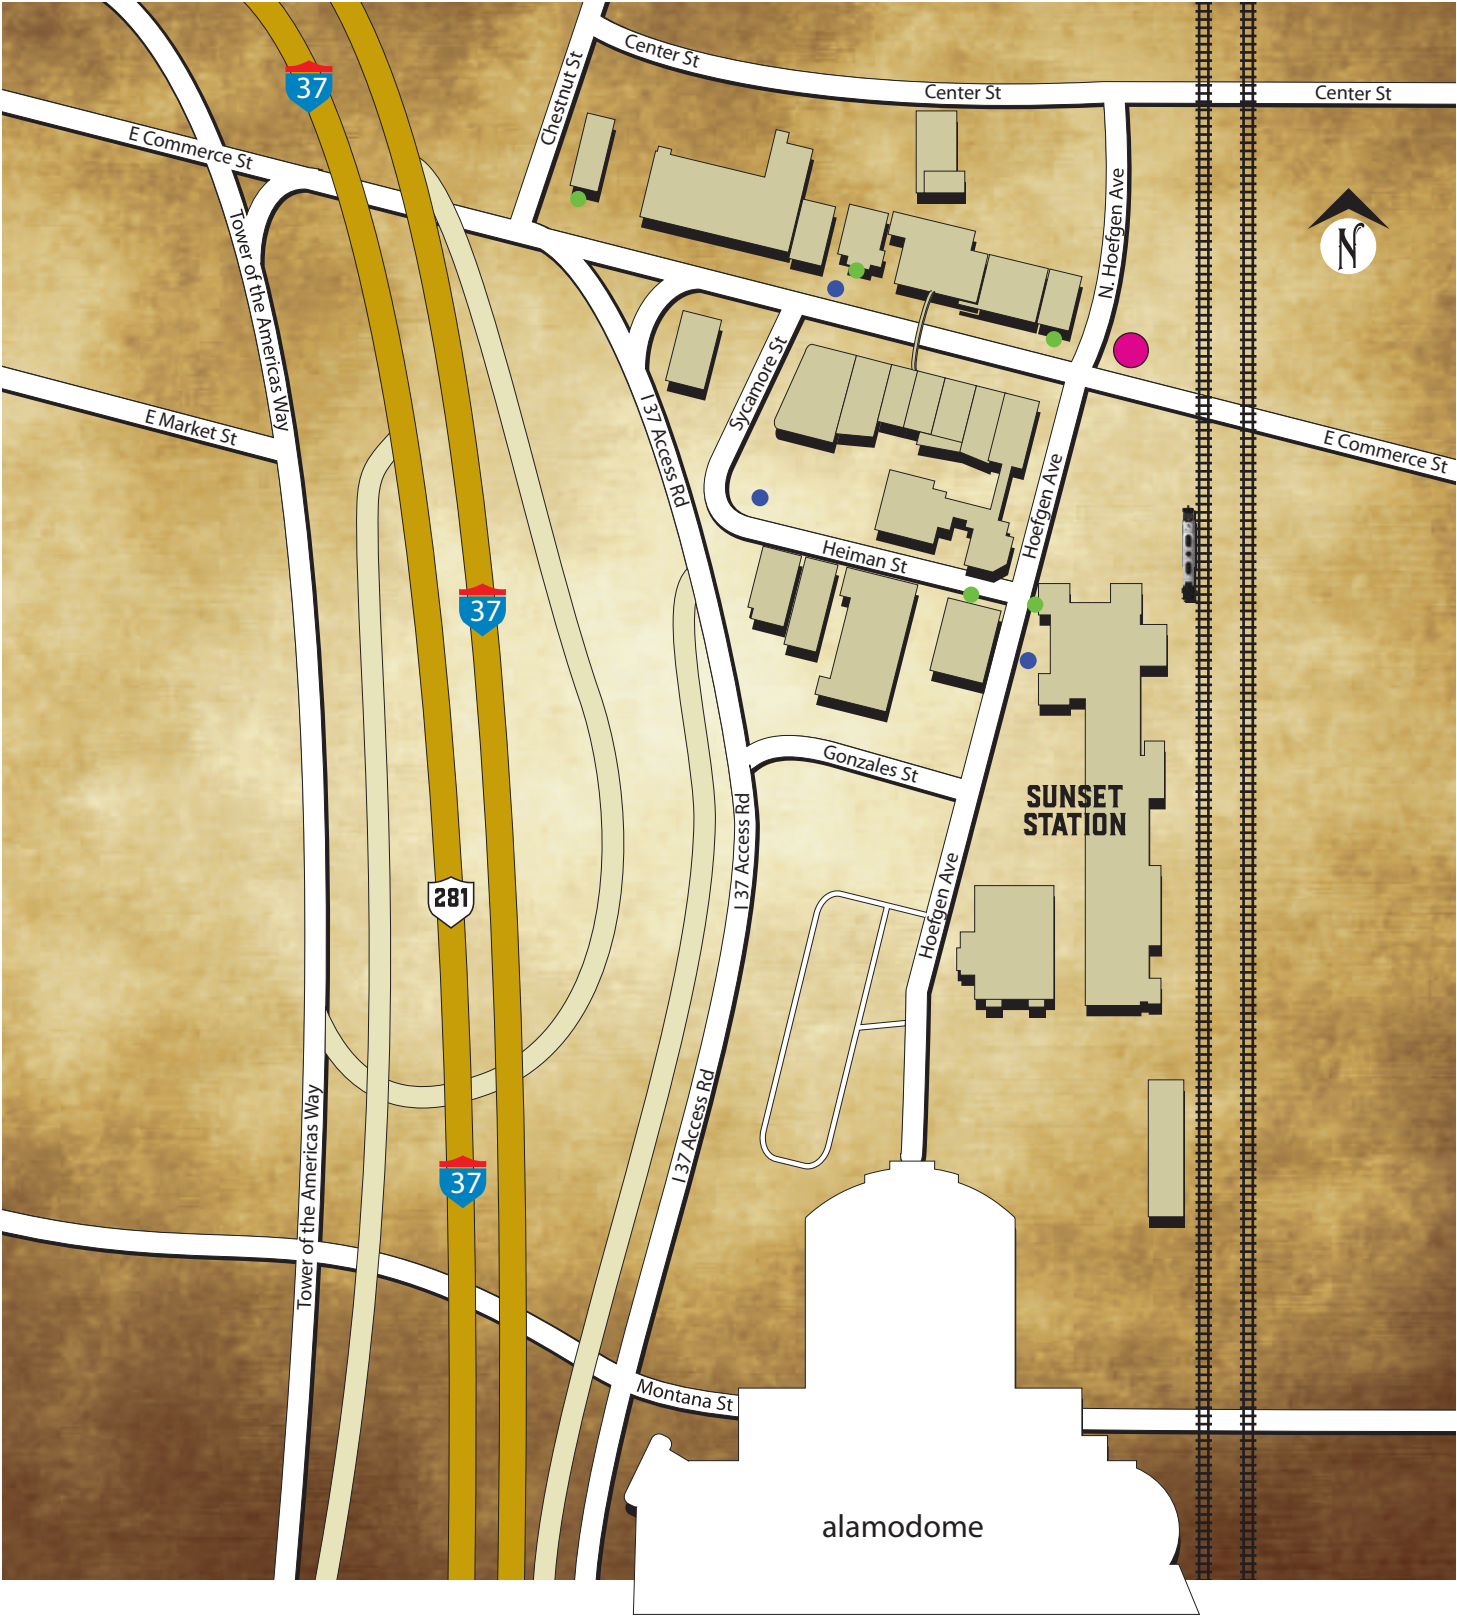 Center St
Center St
Center St
37
Chestnut St
E Commerce St
N. Hoefgen Ave
N
Tower of the Americas Way
E Market St
Sycamore St
I 37 Access Rd
E Commerce St
Hoefgen Ave
Heiman St
37
Gonzales St
SUNSET
STATION
I 37 Access Rd
281
Hoefgen Ave
I 37 Access Rd
37
Tower of the Americas Way
Montana St
alamodome